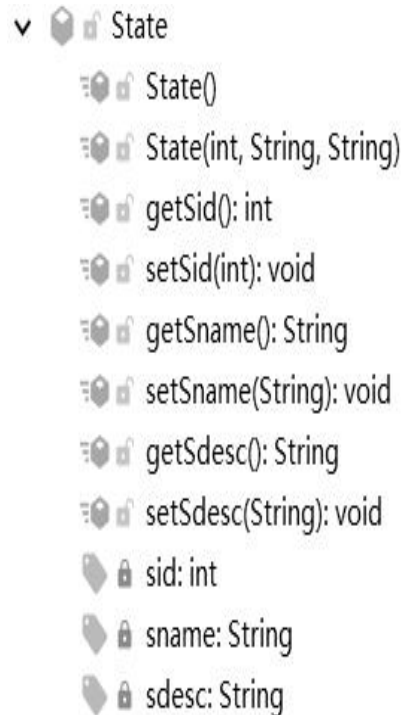 State
State()
State(int, String, String)
getSid(): int
setSid(int): void
getSname(): String
setSname(String): void
getSdesc(): String
setSdesc(String): void
sid: int
sname: String
sdesc: String